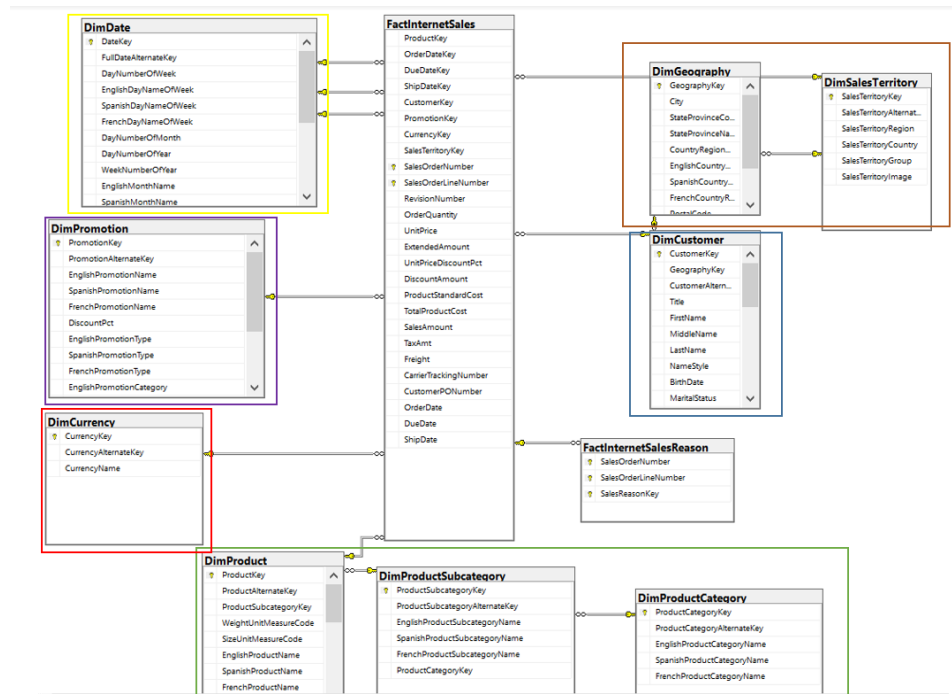 DimDate
DateKey
FullDateAlternateKey
DayNumberOfWeek
EnglishDayNameOfWeek
SpanishDayNameOfWeek
FrenchDayNameOfWeek
DayNumberOfMonth
DayNumberOfYear
WeekNumberOfYear
EnglishMonthName
SpanishMonthName
FactInternetSales
ProductKey
OrderDateKey
DueDateKey
ShipDateKey
CustomerKey
PromotionKey
CurrencyKey
SalesTerritoryKey
SalesOrderNumber
SalesOrderLineNumber
RevisionNumber
OrderQuantity
UnitPrice
ExtendedAmount
UnitPriceDiscountPct
DiscountAmount
ProductStandardCost
TotalProductCost
SalesAmount
TaxAmt
Freight
CarrierTrackingNumber
CustomerPONumber
OrderDate
DueDate
ShipDate
DimGeography
GeographyKey
City
StateProvinceCo...
StateProvinceNa...
CountryRegion...
EnglishCountry...
SpanishCountry...
FrenchCountryR...
PostalCode
DimSalesTerritory
SalesTerritoryKey
SalesTerritoryAlternat...
SalesTerritoryRegion
SalesTerritoryCountry
SalesTerritoryGroup
SalesTerritoryImage
DimPromotion
PromotionKey
PromotionAlternateKey
EnglishPromotionName
SpanishPromotionName
FrenchPromotionName
DiscountPct
EnglishPromotionType
SpanishPromotionType
FrenchPromotionType
EnglishPromotionCategory
DimCustomer
CustomerKey
GeographyKey
CustomerAltern...
Title
FirstName
MiddleName
LastName
NameStyle
BirthDate
MaritalStatus
DimCurrency
CurrencyKey
CurrencyAlternateKey
CurrencyName
FactInternetSalesReason
SalesOrderNumber
SalesOrderLineNumber
SalesReasonKey
DimProduct
ProductKey
ProductAlternateKey
ProductSubcategoryKey
WeightUnitMeasureCode
SizeUnitMeasureCode
EnglishProductName
SpanishProductName
FrenchProductName
DimProductSubcategory
ProductSubcategoryKey
ProductSubcategoryAlternateKey
EnglishProductSubcategoryName
SpanishProductSubcategoryName
FrenchProductSubcategoryName
ProductCategoryKey
DimProductCategory
ProductCategoryKey
ProductCategoryAlternateKey
EnglishProductCategoryName
SpanishProductCategoryName
FrenchProductCategoryName